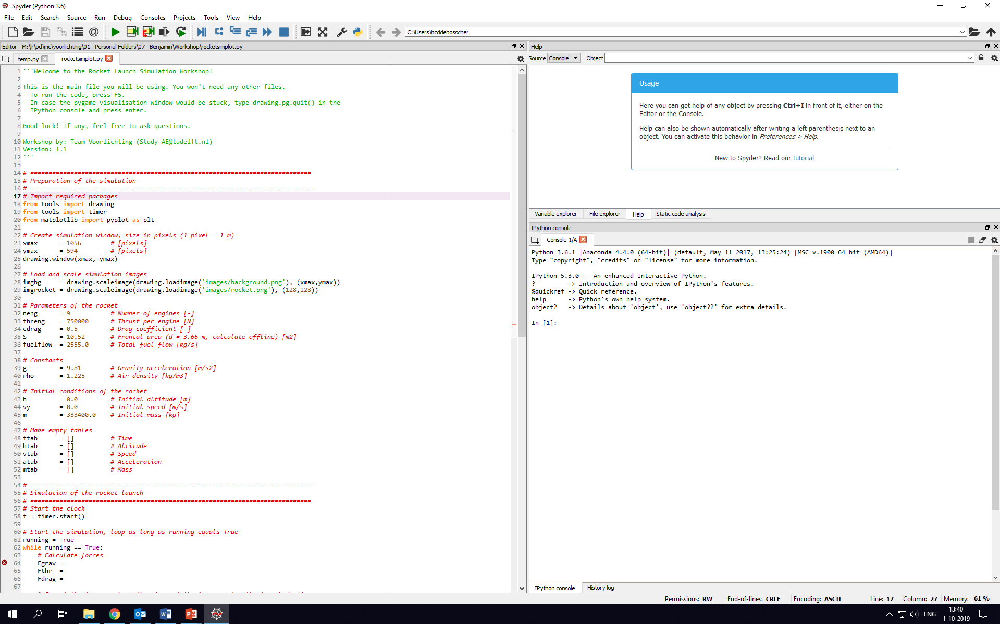 Spyder (Python 3.6)
File Edit Search Source Run Debug Consoles Projects Tools View Help
C:\Users\bcddebosscher
Editor - M:\lr\od\mc\voorlichting\01 - Personal Folders\07 - Benjamin\Workshop\rocketsimplot.py
temp.py rocketsimplot.py
1 '''Welcome to the Rocket Launch Simulation Workshop!
2
3 This is the main file you will be using. You won't need any other files.
4 - To run the code, press F5.
5 - In case the pygame visualisation window would be stuck, type drawing.pg.quit() in the
6   IPython console and press enter.
7
8 Good luck! If any, feel free to ask questions.
9
10 Workshop by: Team Voorlichting (Study-AE@tudelft.nl)
11 Version: 1.1
12 '''
13
14 # =============================================================================
15 # Preparation of the simulation
16 # =============================================================================
17 # Import required packages
18 from tools import drawing
19 from tools import timer
20 from matplotlib import pyplot as plt
21
22 # Create simulation window, size in pixels (1 pixel = 1 m)
23 xmax      = 1056        # [pixels]
24 ymax      = 594         # [pixels]
25 drawing.window(xmax, ymax)
26
27 # Load and scale simulation images
28 imgbg     = drawing.scaleimage(drawing.loadimage('images/background.png'), (xmax,ymax))
29 imgrocket = drawing.scaleimage(drawing.loadimage('images/rocket.png'), (128,128))
30
31 # Parameters of the rocket
32 neng      = 9           # Number of engines [-]
33 threng    = 750000      # Thrust per engine [N]
34 cdrag     = 0.5         # Drag coefficient [-]
35 S         = 10.52       # Frontal area (d = 3.66 m, calculate offline) [m2]
36 fuelflow  = 2555.0      # Total fuel flow [kg/s]
37
38 # Constants
39 g         = 9.81        # Gravity acceleration [m/s2]
40 rho       = 1.225       # Air density [kg/m3]
41
42 # Initial conditions of the rocket
43 h         = 0.0         # Initial altitude [m]
44 vy        = 0.0         # Initial speed [m/s]
45 m         = 333400.0    # Initial mass [kg]
46
47 # Make empty tables
48 ttab      = []          # Time
49 htab      = []          # Altitude
50 vtab      = []          # Speed
51 atab      = []          # Acceleration
52 mtab      = []          # Mass
53
54 # =============================================================================
55 # Simulation of the rocket launch
56 # =============================================================================
57 # Start the clock
58 t = timer.start()
59
60 # Start the simulation, loop as long as running equals True
61 running = True
62 while running == True:
63     # Calculate forces
64     Fgrav =
65     Fthr  =
66     Fdrag =
67
Help
Source Console Object
Usage
Here you can get help of any object by pressing Ctrl+I in front of it, either on the
Editor or the Console.
Help can also be shown automatically after writing a left parenthesis next to an
object. You can activate this behavior in Preferences > Help.
New to Spyder? Read our tutorial
Variable explorer File explorer Help Static code analysis
IPython console
Console 1/A
Python 3.6.1 |Anaconda 4.4.0 (64-bit)| (default, May 11 2017, 13:25:24) [MSC v.1900 64 bit (AMD64)]
Type "copyright", "credits" or "license" for more information.
IPython 5.3.0 -- An enhanced Interactive Python.
?         -> Introduction and overview of IPython's features.
%quickref -> Quick reference.
help      -> Python's own help system.
object?   -> Details about 'object', use 'object??' for extra details.
In [1]:
IPython console History log
Permissions: RW End-of-lines: CRLF Encoding: ASCII Line: 17 Column: 27 Memory: 61 %
ENG
13:40
1-10-2019